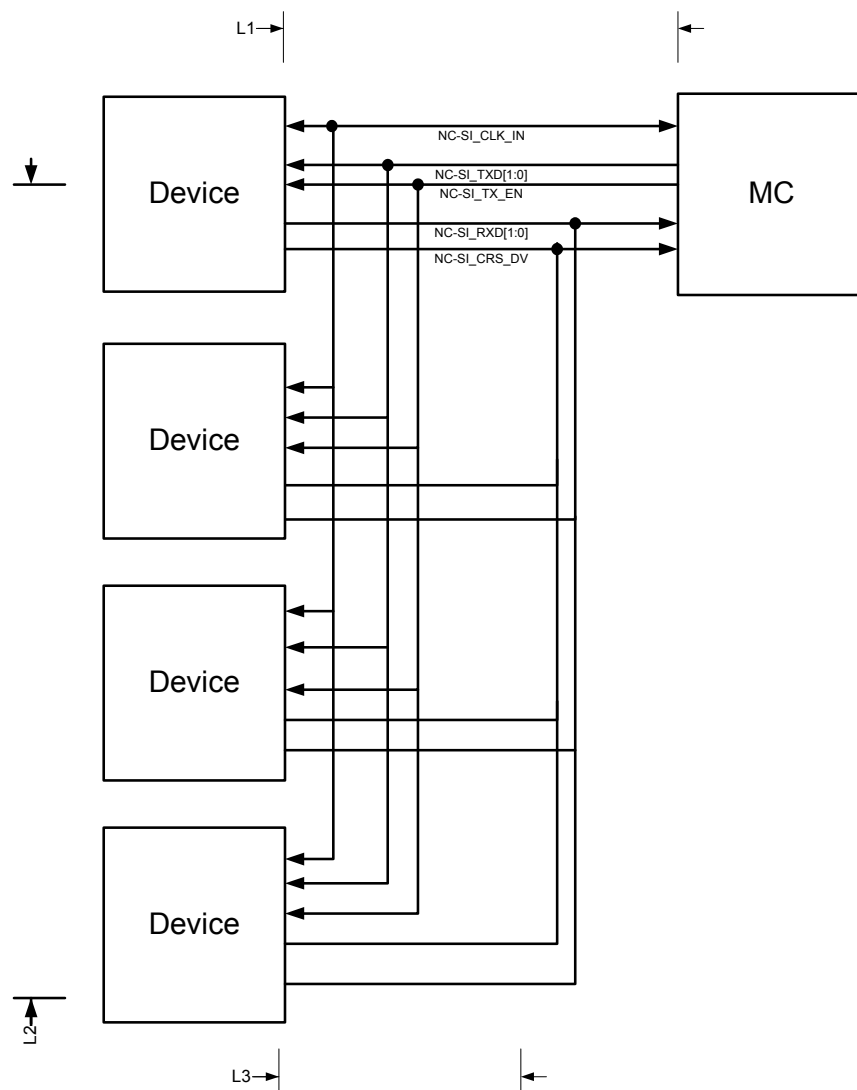 L1
NC-SI_CLK_IN
NC-SI_TXD[1:0]
Device
NC-SI_TX_EN
MC
NC-SI_RXD[1:0]
NC-SI_CRS_DV
Device
Device
Device
L2
L3